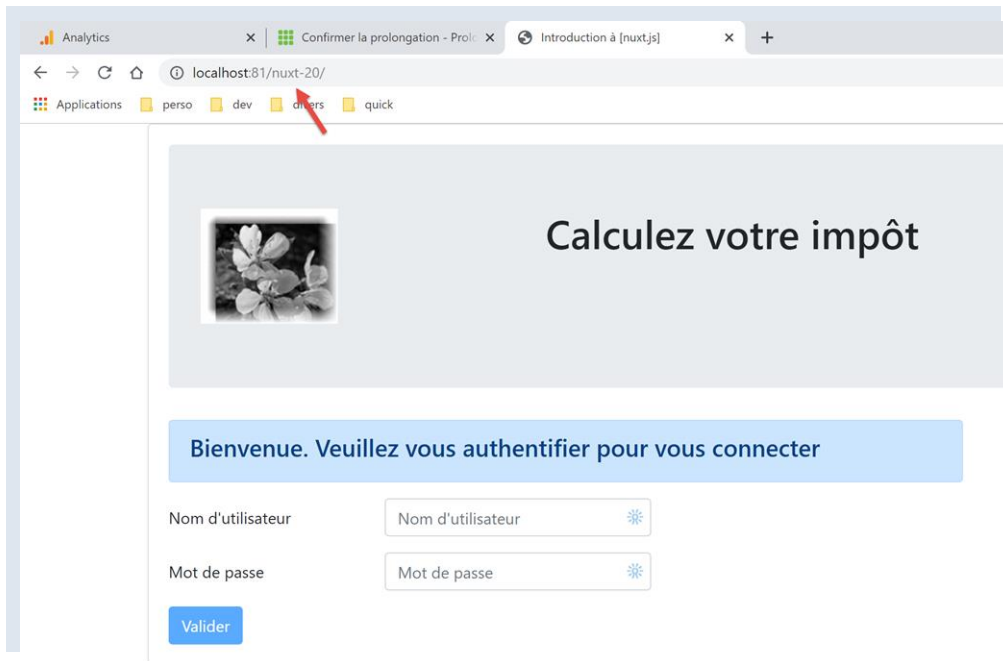 Analytics
Confirmer la prolongation - Prolo
Introduction à [nuxt.js]
localhost:81/nuxt-20/
Applications
perso
dev
divers
quick
Calculez votre impôt
Bienvenue. Veuillez vous authentifier pour vous connecter
Nom d'utilisateur
Nom d'utilisateur
Mot de passe
Mot de passe
Valider